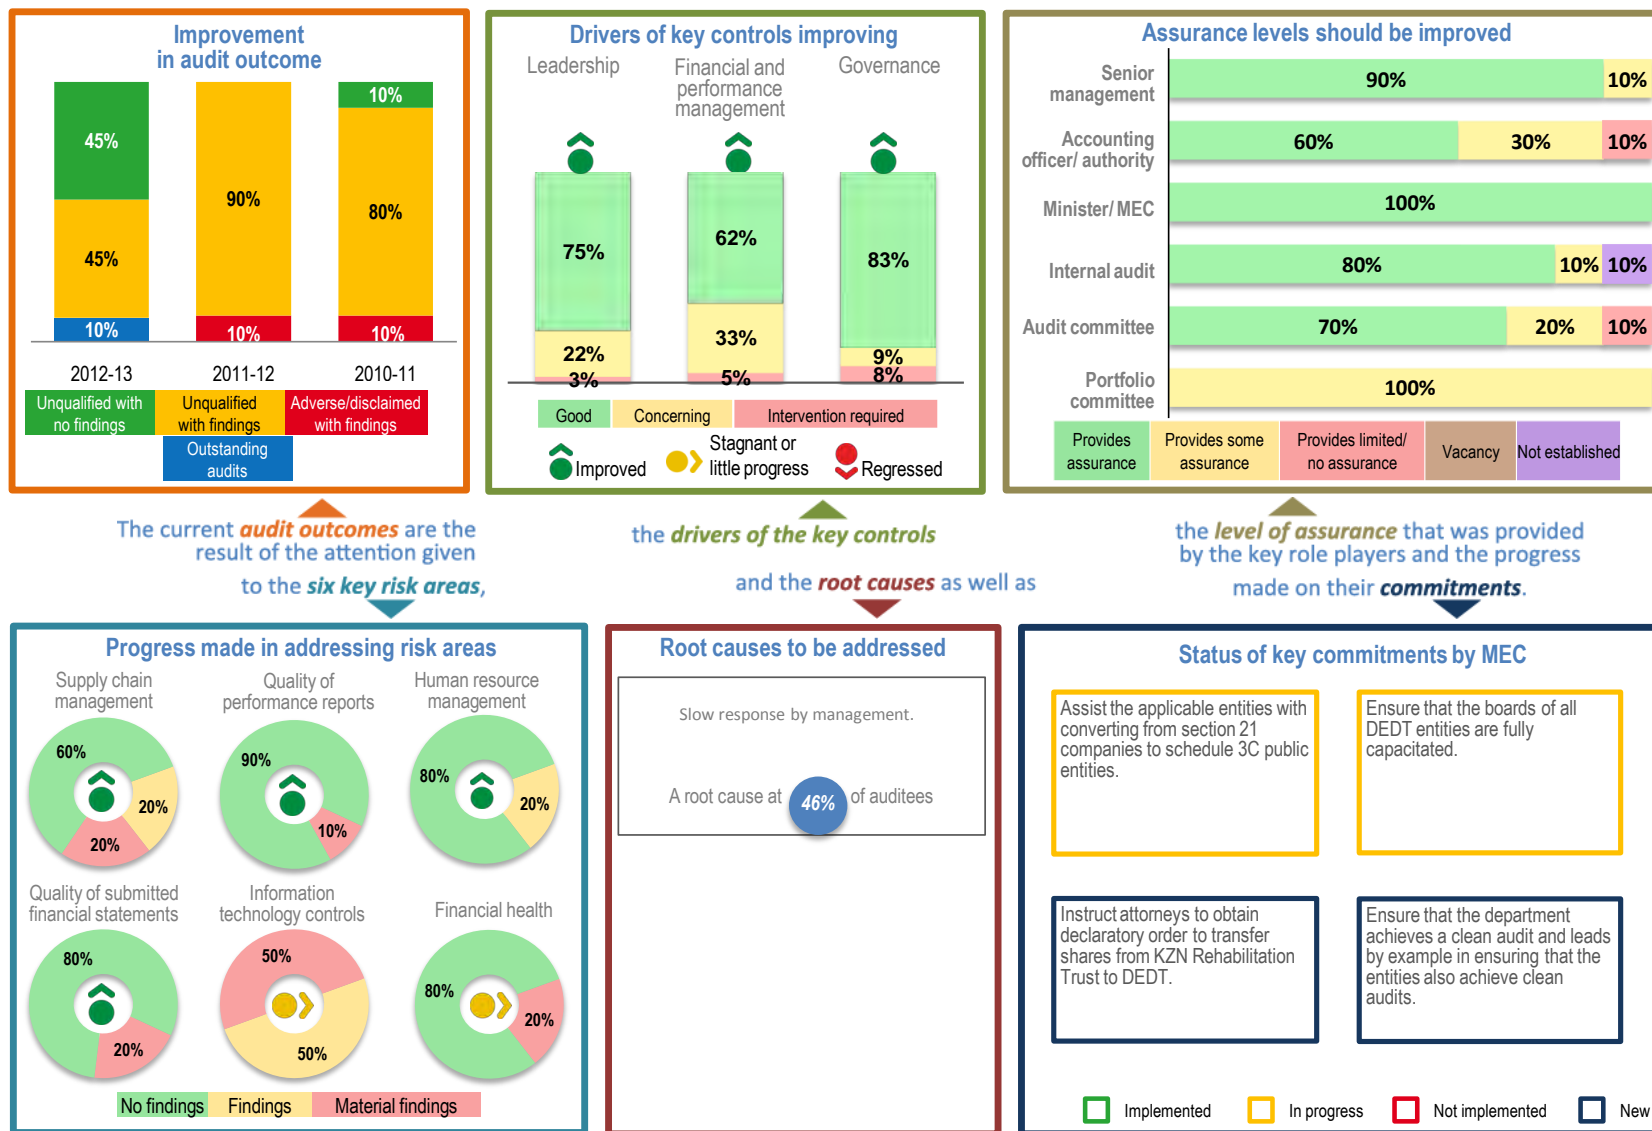 Improvement
in audit outcome
10%
45%
90%
80%
45%
10%
10%
10%
2012-13
2011-12
2010-11
Unqualified with
no findings
Unqualified
with findings
Adverse/disclaimed
with findings
Outstanding
audits
Drivers of key controls improving
Leadership
Financial and
performance
management
Governance
75%
62%
83%
22%
33%
9%
3%
5%
8%
Good
Concerning
Intervention required
Improved
Stagnant or
little progress
Regressed
Assurance levels should be improved
Senior
management
90%
10%
Accounting
officer/ authority
60%
30%
10%
Minister/ MEC
100%
Internal audit
80%
10%
10%
Audit committee
70%
20%
10%
Portfolio
committee
100%
Provides
assurance
Provides some
assurance
Provides limited/
no assurance
Vacancy
Not established
The current audit outcomes are the
result of the attention given
to the six key risk areas,
the drivers of the key controls
and the root causes as well as
the level of assurance that was provided
by the key role players and the progress
made on their commitments.
Progress made in addressing risk areas
Supply chain
management
60%
20%
20%
Quality of
performance reports
90%
10%
Human resource
management
80%
20%
Quality of submitted
financial statements
80%
20%
Information
technology controls
50%
50%
Financial health
80%
20%
No findings
Findings
Material findings
Root causes to be addressed
Slow response by management.
A root cause at 46% of auditees
Status of key commitments by MEC
Assist the applicable entities with
converting from section 21
companies to schedule 3C public
entities.
Ensure that the boards of all
DEDT entities are fully
capacitated.
Instruct attorneys to obtain
declaratory order to transfer
shares from KZN Rehabilitation
Trust to DEDT.
Ensure that the department
achieves a clean audit and leads
by example in ensuring that the
entities also achieve clean
audits.
Implemented
In progress
Not implemented
New